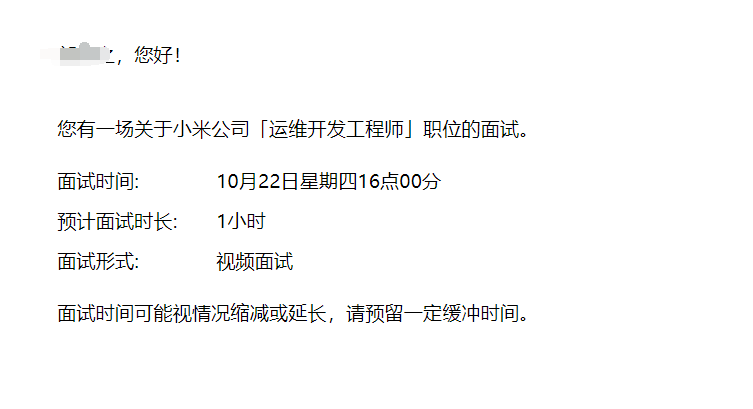 ，您好！
您有一场关于小米公司「运维开发工程师」职位的面试。
面试时间: 10月22日星期四16点00分
预计面试时长: 1小时
面试形式: 视频面试
面试时间可能视情况缩减或延长，请预留一定缓冲时间。